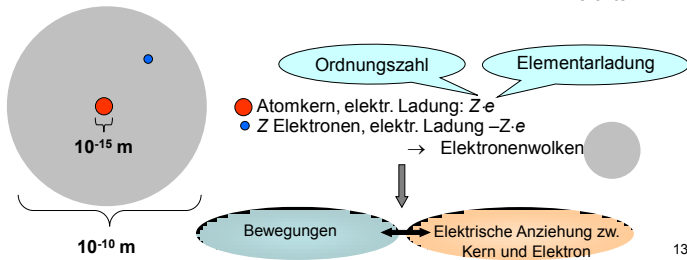 Ordnungszahl
Elementarladung
Atomkern, elektr. Ladung: Z·e
Z Elektronen, elektr. Ladung –Z·e
→ Elektronenwolken
10⁻¹⁵ m
10⁻¹⁰ m
Bewegungen
Elektrische Anziehung zw.
Kern und Elektron
13